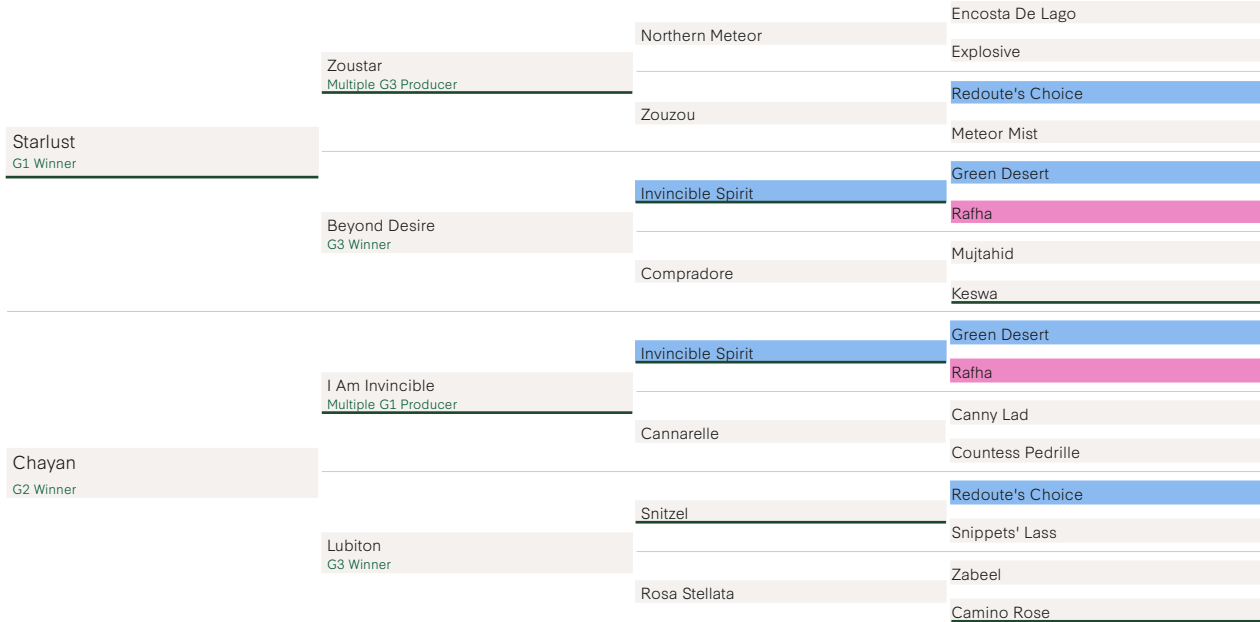 Starlust
G1 Winner
Zoustar
Multiple G3 Producer
Northern Meteor
Encosta De Lago
Explosive
Zouzou
Redoute's Choice
Meteor Mist
Beyond Desire
G3 Winner
Invincible Spirit
Green Desert
Rafha
Compradore
Mujtahid
Keswa
Chayan
G2 Winner
I Am Invincible
Multiple G1 Producer
Invincible Spirit
Green Desert
Rafha
Cannarelle
Canny Lad
Countess Pedrille
Lubiton
G3 Winner
Snitzel
Redoute's Choice
Snippets' Lass
Rosa Stellata
Zabeel
Camino Rose